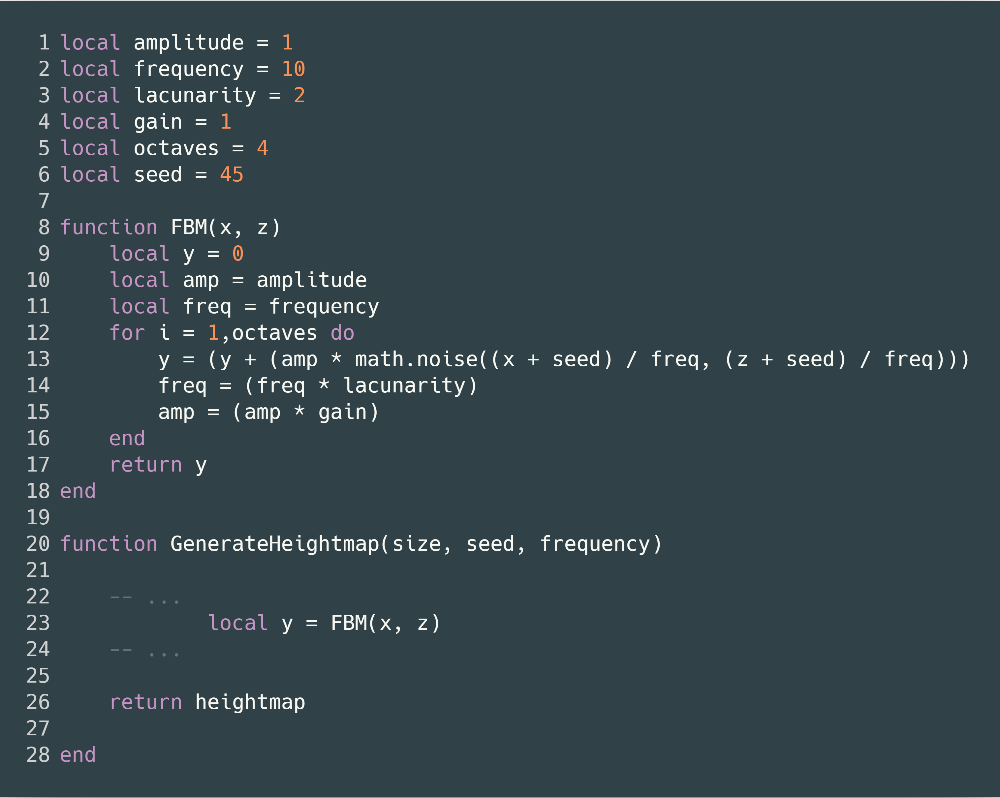 1 local amplitude = 1
2 local frequency = 10
3 local lacunarity = 2
4 local gain = 1
5 local octaves = 4
6 local seed = 45
7
8 function FBM(x, z)
9     local y = 0
10     local amp = amplitude
11     local freq = frequency
12     for i = 1,octaves do
13         y = (y + (amp * math.noise((x + seed) / freq, (z + seed) / freq)))
14         freq = (freq * lacunarity)
15         amp = (amp * gain)
16     end
17     return y
18 end
19
20 function GenerateHeightmap(size, seed, frequency)
21
22     -- ...
23             local y = FBM(x, z)
24     -- ...
25
26     return heightmap
27
28 end